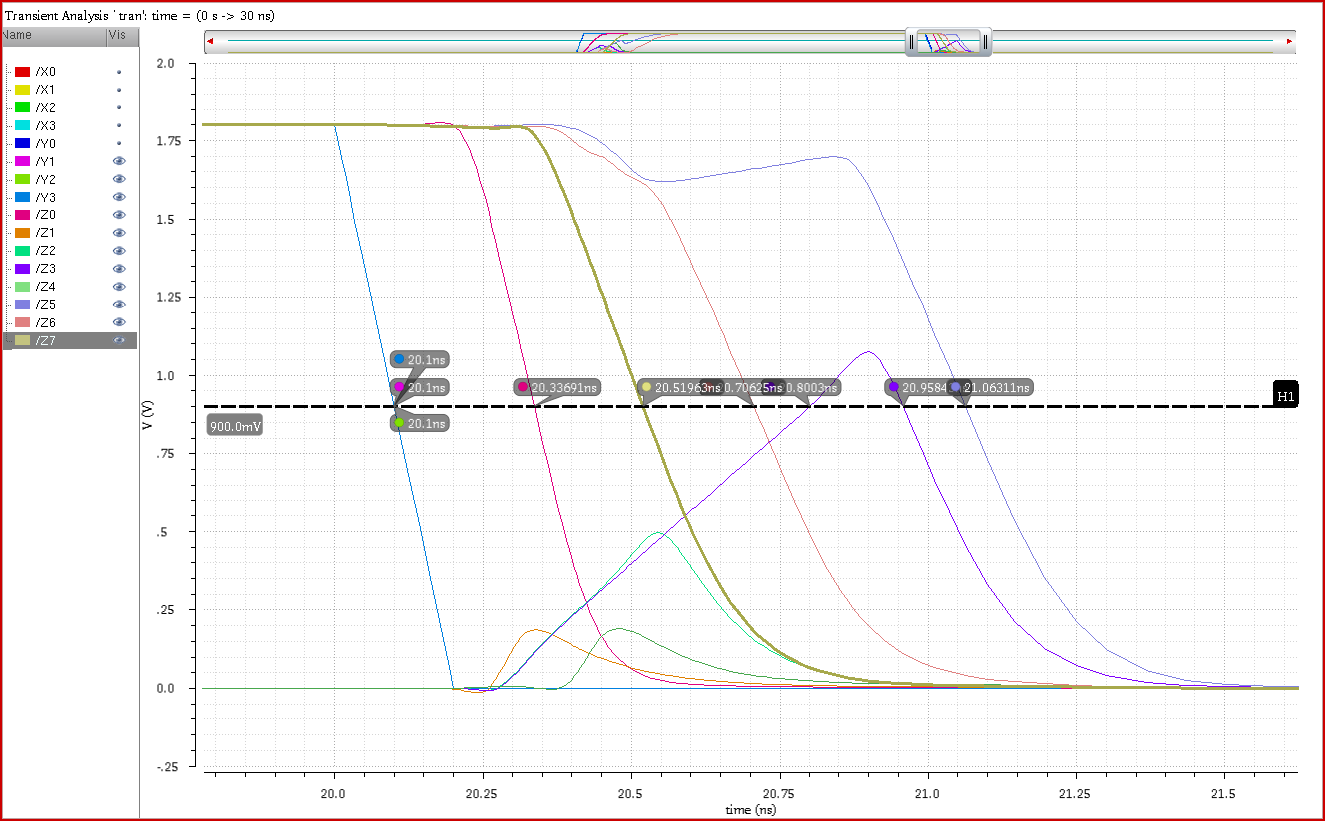 Transient Analysis `tran': time = (0 s -> 30 ns)
Name Vis
/X0
/X1
/X2
/X3
/Y0
/Y1
/Y2
/Y3
/Z0
/Z1
/Z2
/Z3
/Z4
/Z5
/Z6
/Z7
2.0
1.75
1.5
1.25
1.0
.75
.5
.25
0.0
-.25
V (V)
20.1ns
20.1ns
20.33691ns
20.51963ns
0.70625ns
0.8003ns
20.9584
21.06311ns
20.1ns
900.0mV
H1
20.0
20.25
20.5
20.75
21.0
21.25
21.5
time (ns)